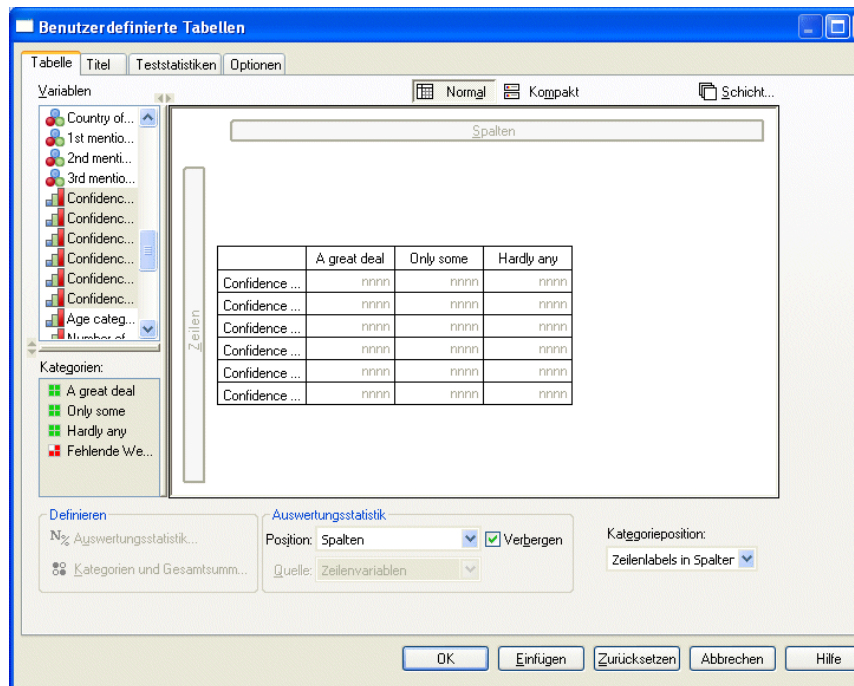 Benutzerdefinierte Tabellen
Tabelle Titel Teststatistiken Optionen
Variablen
Normal Kompakt Schicht...
Country of...
1st mentio...
2nd menti...
3rd mentio...
Confidenc...
Confidenc...
Confidenc...
Confidenc...
Confidenc...
Confidenc...
Age categ...
Number of
Spalten
Zeilen
A great deal Only some Hardly any
Confidence ... nnnn nnnn nnnn
Confidence ... nnnn nnnn nnnn
Confidence ... nnnn nnnn nnnn
Confidence ... nnnn nnnn nnnn
Confidence ... nnnn nnnn nnnn
Confidence ... nnnn nnnn nnnn
Kategorien:
A great deal
Only some
Hardly any
Fehlende We...
Definieren
N% Auswertungsstatistik...
Kategorien und Gesamtsumm...
Auswertungsstatistik
Position: Spalten Verbergen
Quelle: Zeilenvariablen
Kategorieposition:
Zeilenlabels in Spalter
OK Einfügen Zurücksetzen Abbrechen Hilfe